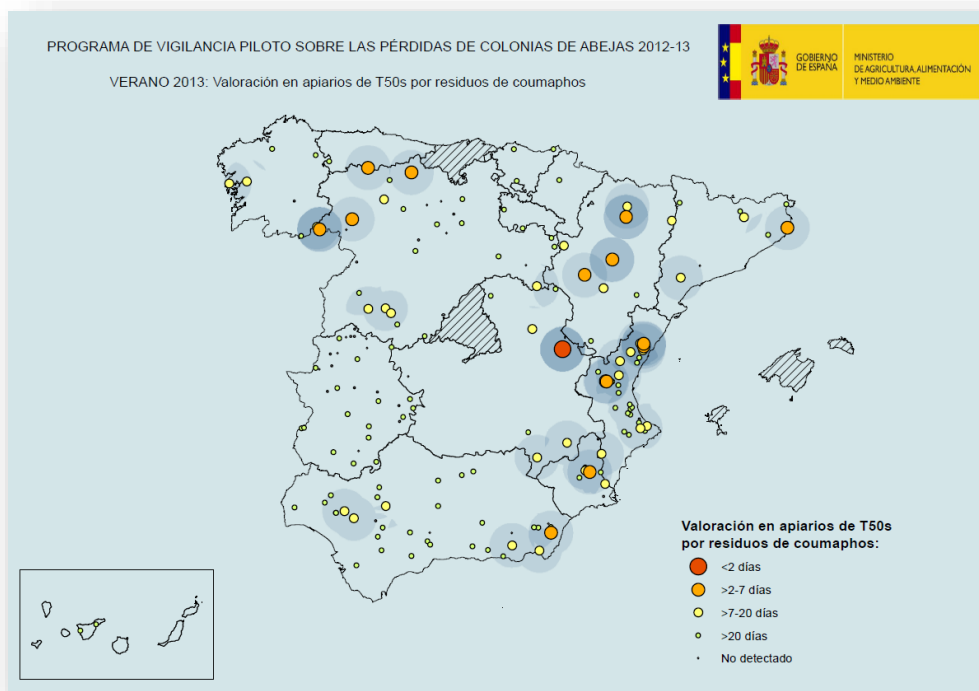 PROGRAMA DE VIGILANCIA PILOTO SOBRE LAS PÉRDIDAS DE COLONIAS DE ABEJAS 2012-13
VERANO 2013: Valoración en apiarios de T50s por residuos de coumaphos
GOBIERNO
DE ESPAÑA
MINISTERIO
DE AGRICULTURA, ALIMENTACIÓN
Y MEDIO AMBIENTE
Valoración en apiarios de T50s
por residuos de coumaphos:
<2 días
>2-7 días
>7-20 días
>20 días
No detectado